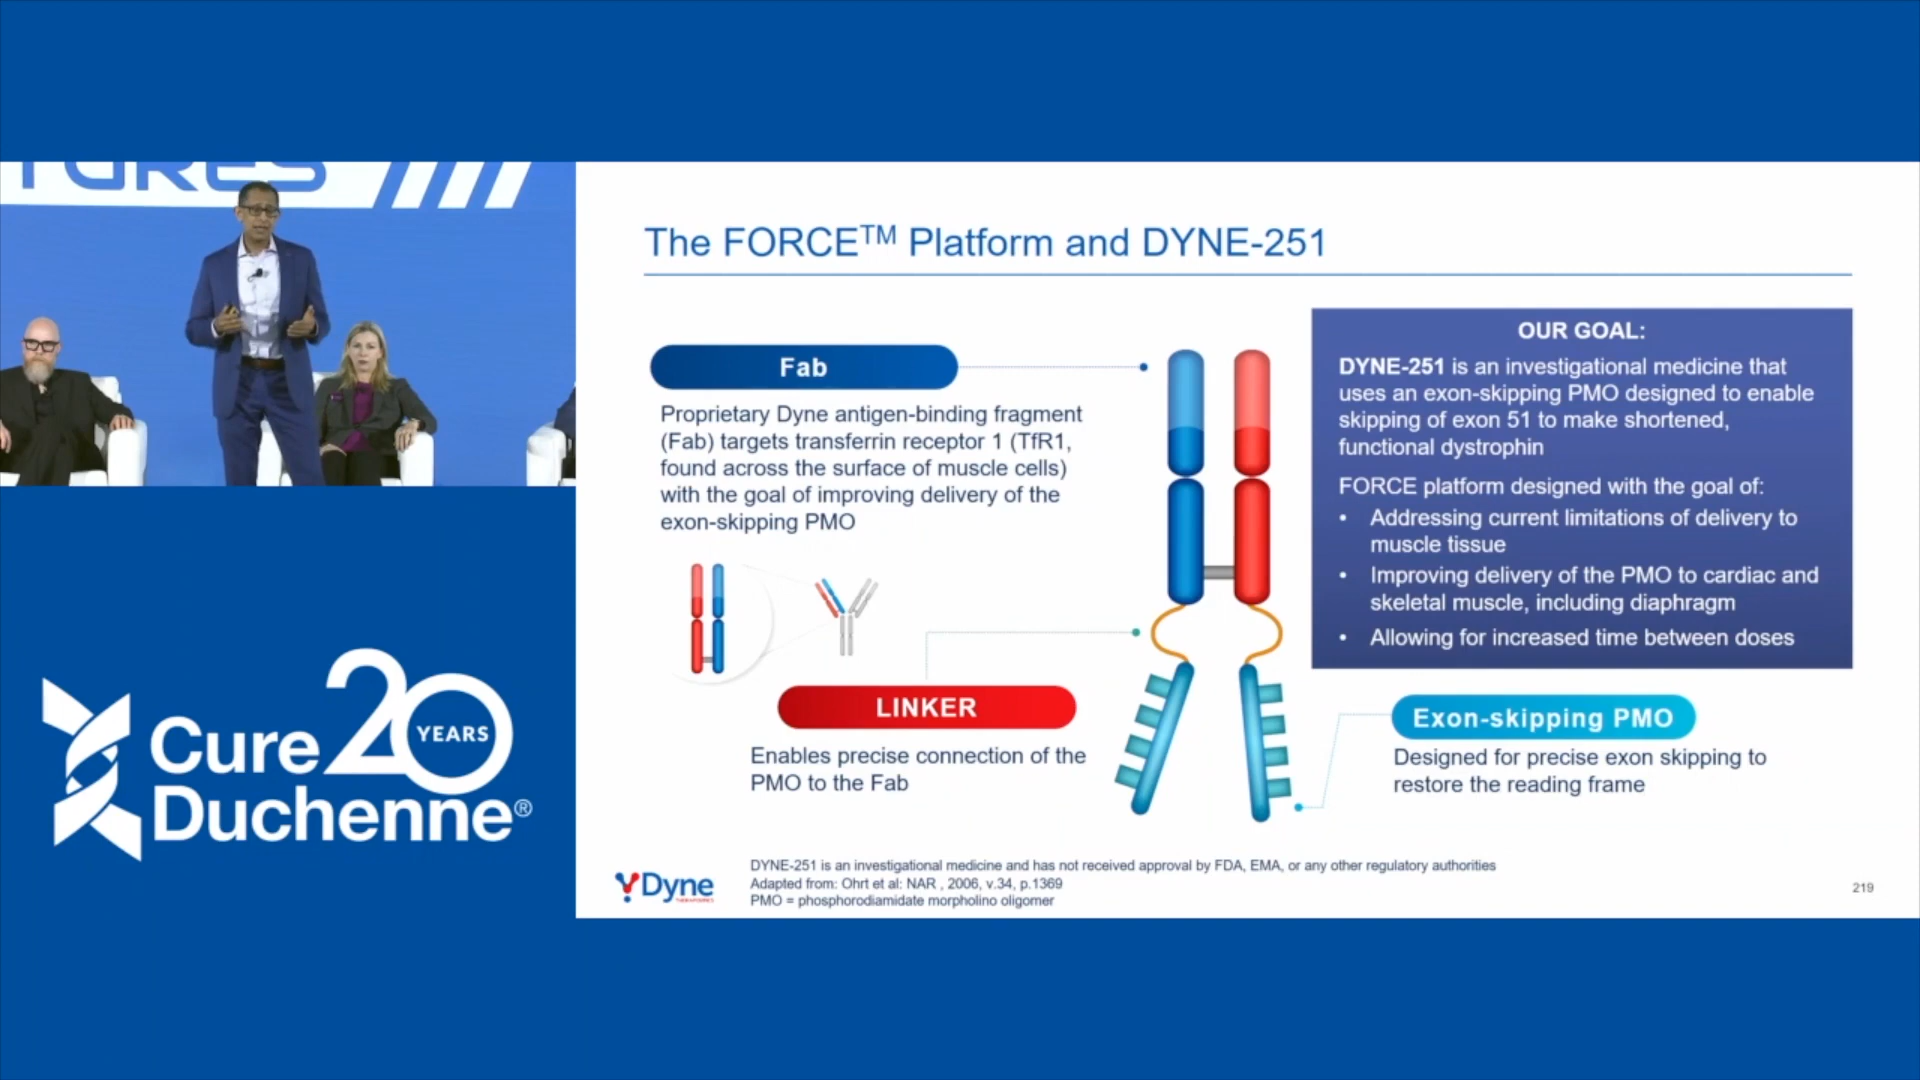 The FORCE™ Platform and DYNE-251
Fab
Proprietary Dyne antigen-binding fragment
(Fab) targets transferrin receptor 1 (TfR1,
found across the surface of muscle cells)
with the goal of improving delivery of the
exon-skipping PMO
LINKER
Enables precise connection of the
PMO to the Fab
OUR GOAL:
DYNE-251 is an investigational medicine that
uses an exon-skipping PMO designed to enable
skipping of exon 51 to make shortened,
functional dystrophin
FORCE platform designed with the goal of:
• Addressing current limitations of delivery to
muscle tissue
• Improving delivery of the PMO to cardiac and
skeletal muscle, including diaphragm
• Allowing for increased time between doses
Exon-skipping PMO
Designed for precise exon skipping to
restore the reading frame
Dyne
THERAPEUTICS
DYNE-251 is an investigational medicine and has not received approval by FDA, EMA, or any other regulatory authorities
Adapted from: Ohrt et al: NAR , 2006, v.34, p.1369
PMO = phosphorodiamidate morpholino oligomer
219
Cure
Duchenne®
20
YEARS